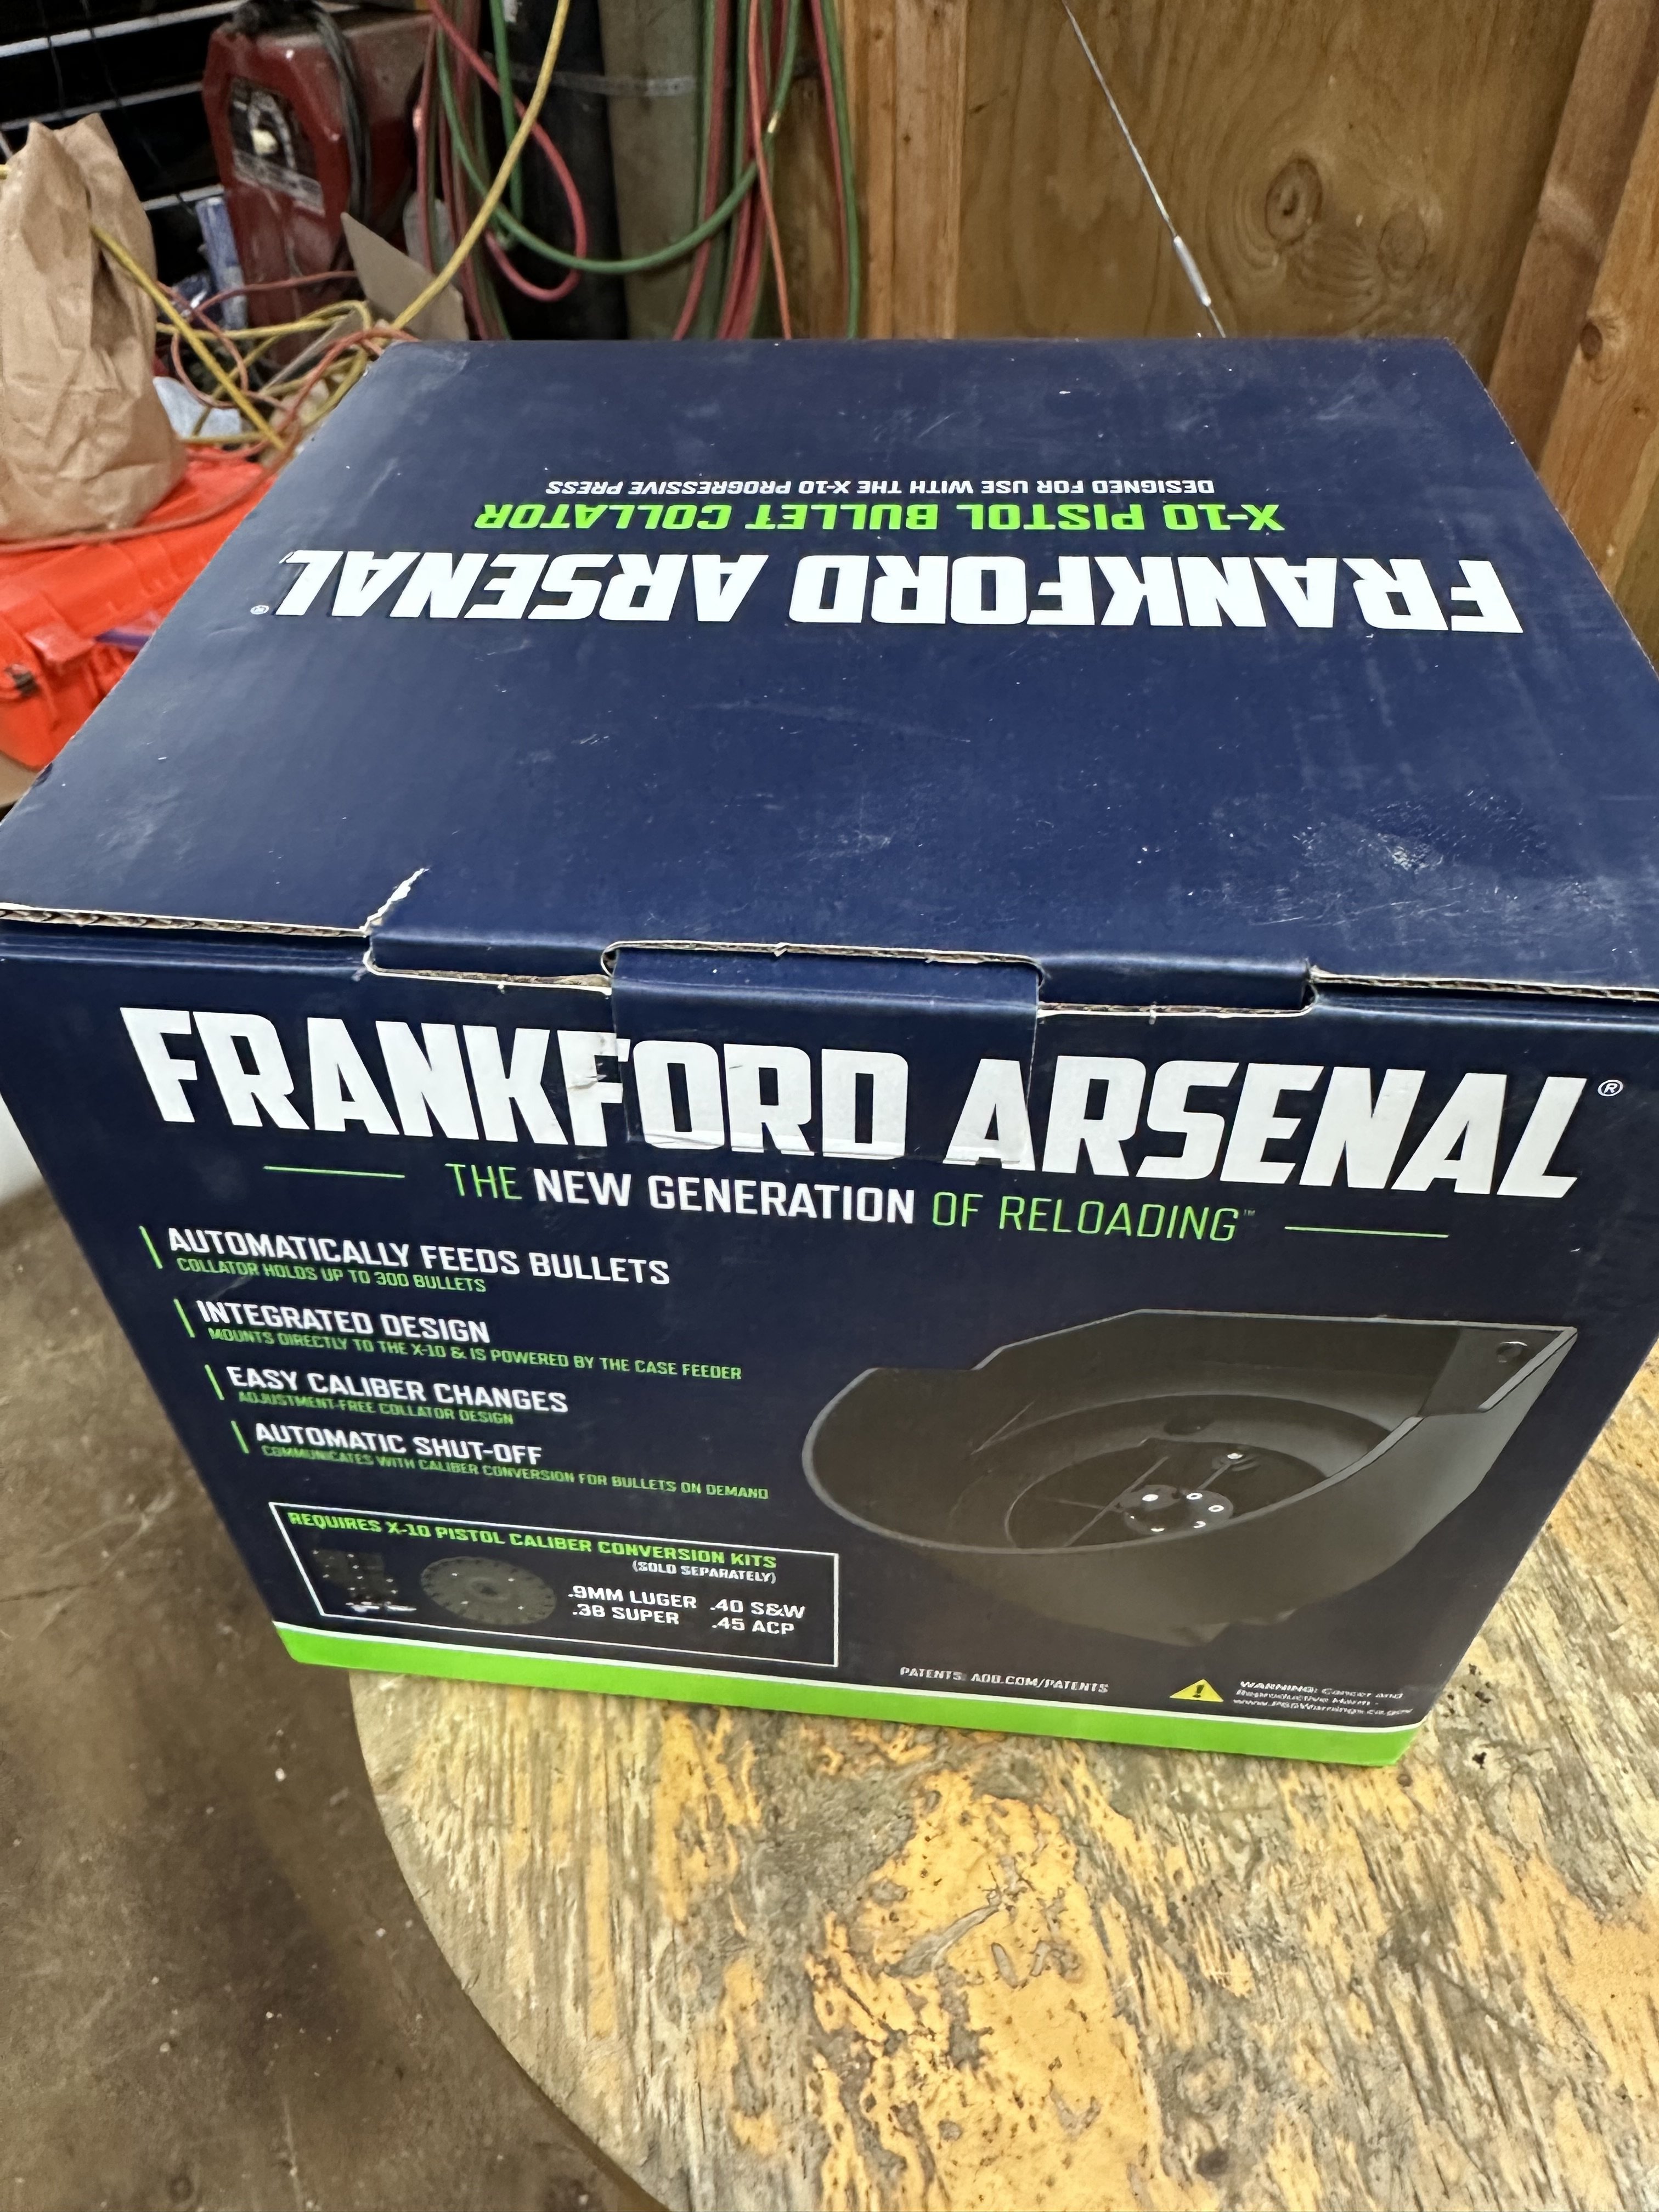 DESIGNED FOR USE WITH THE X-10 PROGRESSIVE PRESS
X-10 PISTOL BULLET COLLATOR
FRANKFORD ARSENAL®
FRANKFORD ARSENAL®
THE NEW GENERATION OF RELOADING™
AUTOMATICALLY FEEDS BULLETS
COLLATOR HOLDS UP TO 300 BULLETS
INTEGRATED DESIGN
MOUNTS DIRECTLY TO THE X-10 & IS POWERED BY THE CASE FEEDER
EASY CALIBER CHANGES
ADJUSTMENT-FREE COLLATOR DESIGN
AUTOMATIC SHUT-OFF
COMMUNICATES WITH CALIBER CONVERSION FOR BULLETS ON DEMAND
REQUIRES X-10 PISTOL CALIBER CONVERSION KITS
(SOLD SEPARATELY)
.9MM LUGER .40 S&W
.38 SUPER .45 ACP
PATENTS: AOB.COM/PATENTS
WARNING: Cancer and
Reproductive Harm -
www.P65Warnings.ca.gov